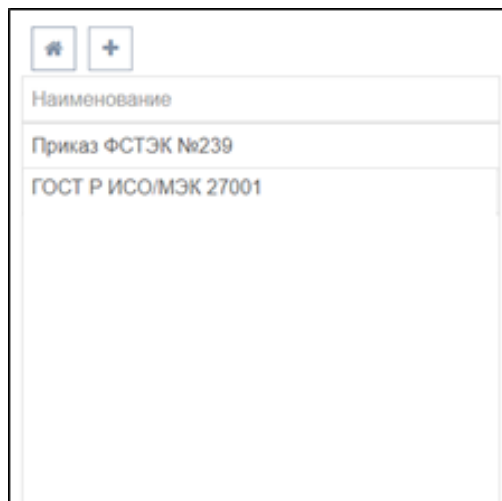 Наименование
Приказ ФСТЭК №239
ГОСТ Р ИСО/МЭК 27001